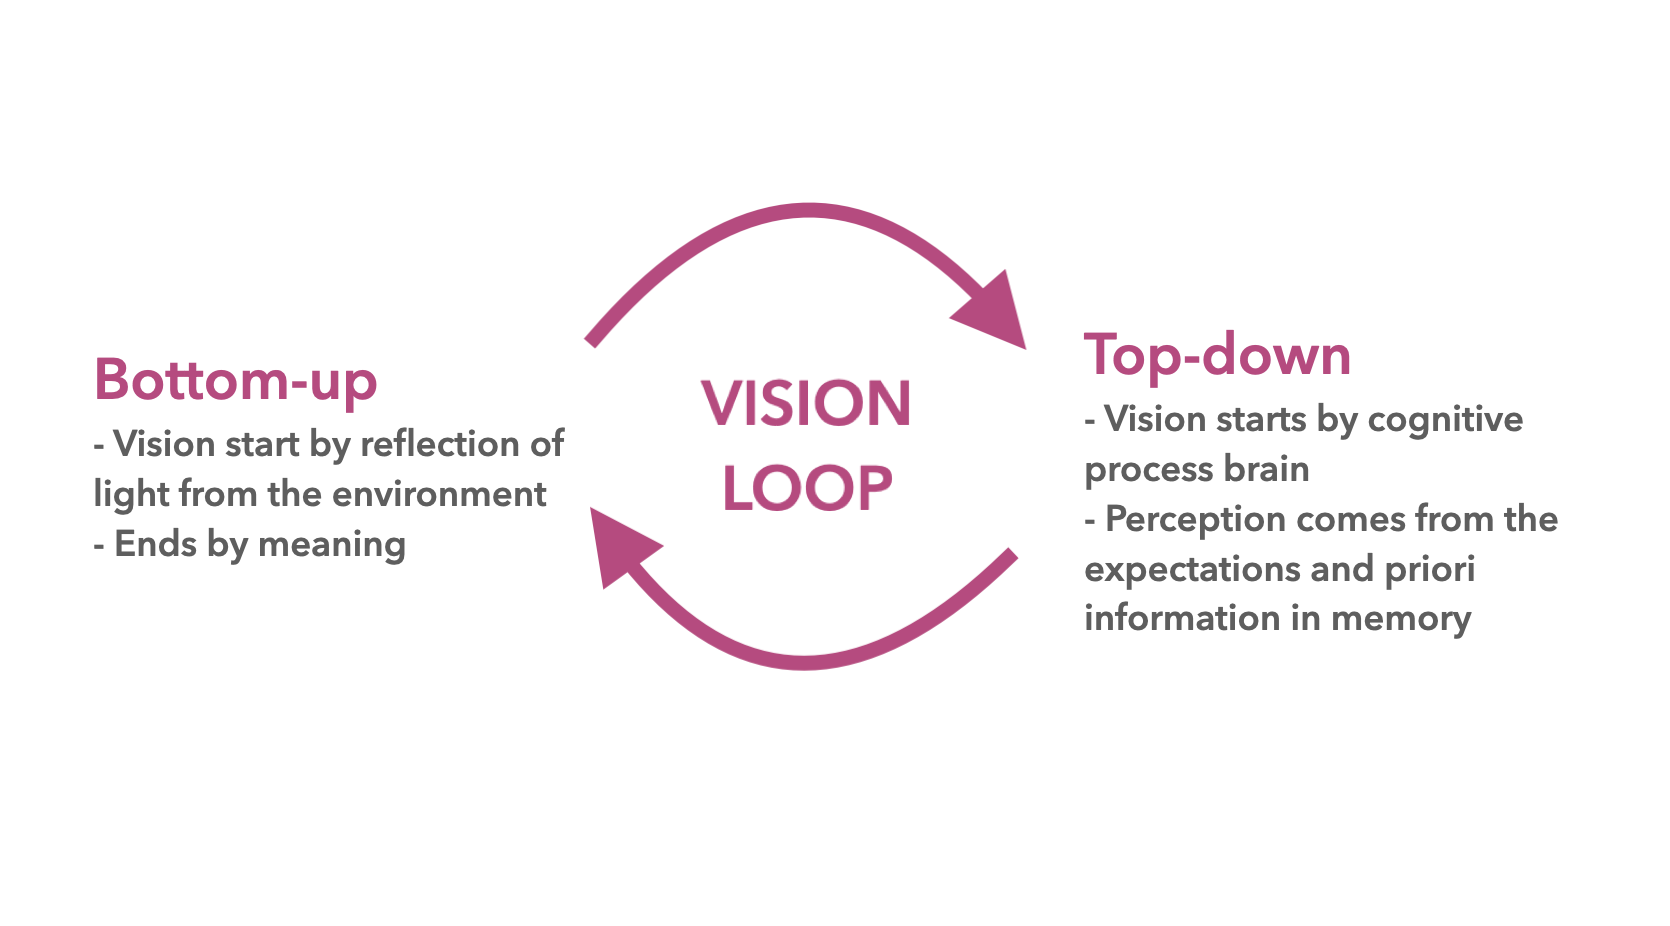 Bottom-up
- Vision start by reflection of
light from the environment
- Ends by meaning
VISION
LOOP
Top-down
- Vision starts by cognitive
process brain
- Perception comes from the
expectations and priori
information in memory